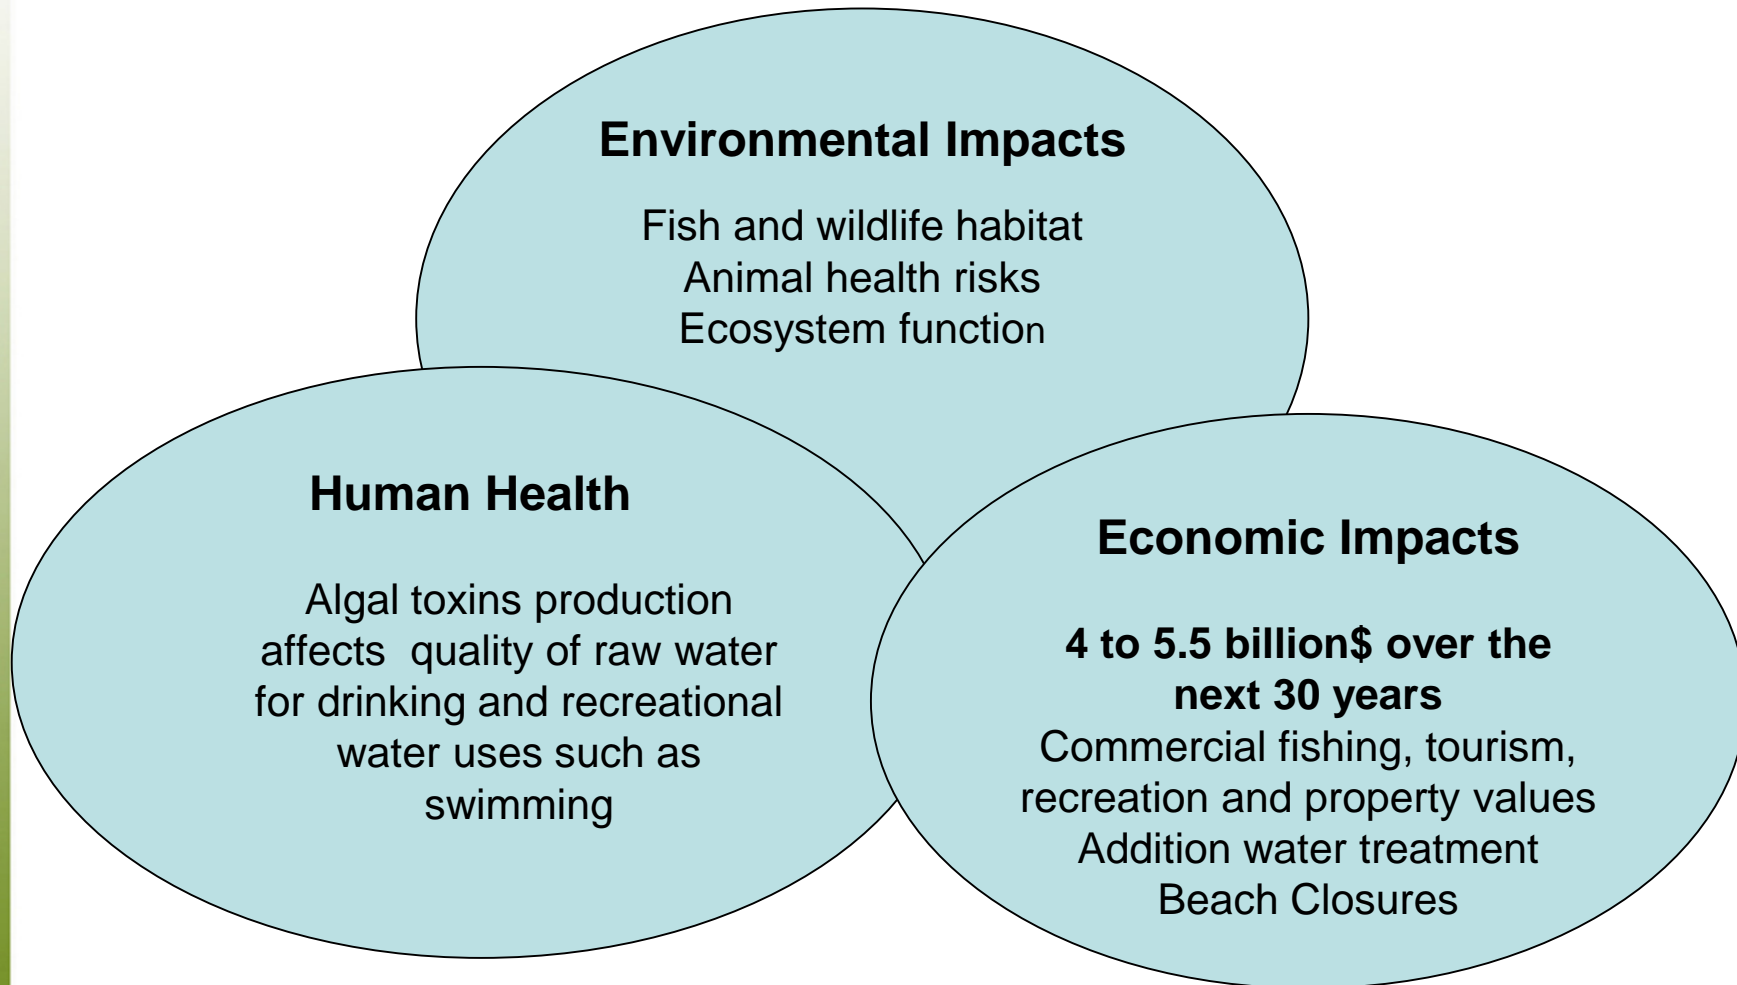 Environmental Impacts
Fish and wildlife habitat
Animal health risks
Ecosystem function
Human Health
Algal toxins production
affects  quality of raw water
for drinking and recreational
water uses such as
swimming
Economic Impacts
4 to 5.5 billion$ over the
next 30 years
Commercial fishing, tourism,
recreation and property values
Addition water treatment
Beach Closures